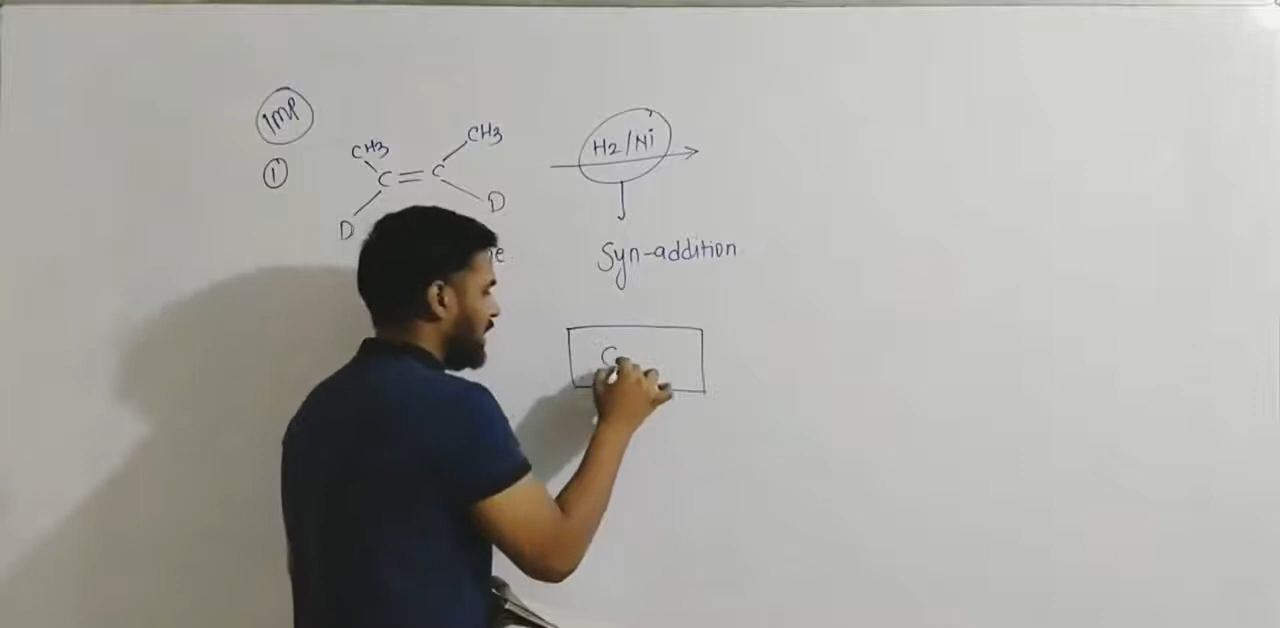 IMP
①
CH3
CH3
C=C
D
D
H2/Ni
Syn-addition
C